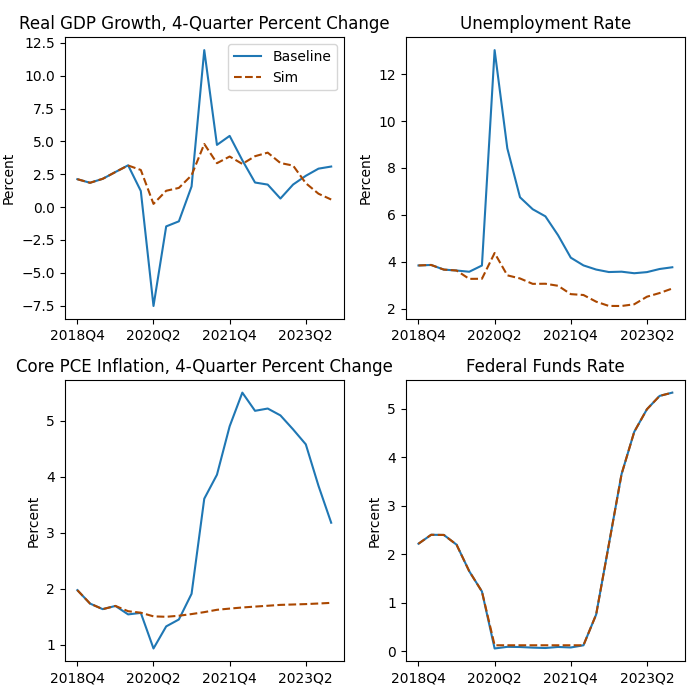 Real GDP Growth, 4-Quarter Percent Change
Percent
12.5
10.0
7.5
5.0
2.5
0.0
−2.5
−5.0
−7.5
Baseline
Sim
2018Q4 2020Q2 2021Q4 2023Q2
Unemployment Rate
Percent
12
10
8
6
4
2
2018Q4 2020Q2 2021Q4 2023Q2
Core PCE Inflation, 4-Quarter Percent Change
Percent
5
4
3
2
1
2018Q4 2020Q2 2021Q4 2023Q2
Federal Funds Rate
Percent
5
4
3
2
1
0
2018Q4 2020Q2 2021Q4 2023Q2